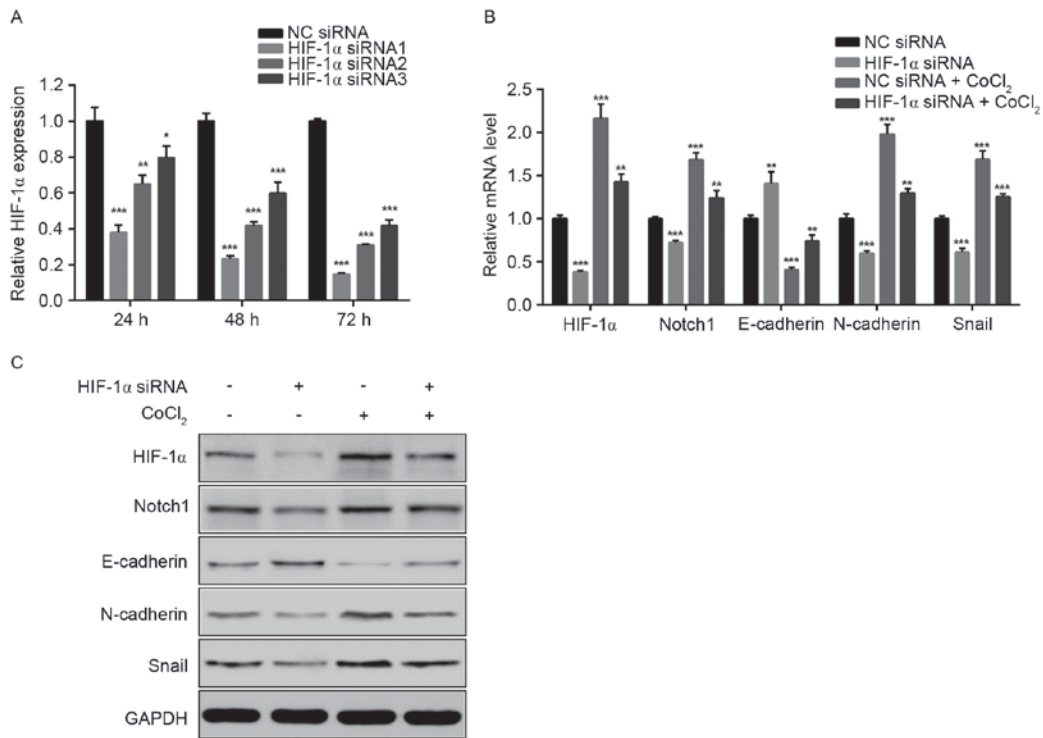 A
NC siRNA
HIF-1α siRNA1
HIF-1α siRNA2
HIF-1α siRNA3
Relative HIF-1α expression
1.2
1.0
0.8
0.6
0.4
0.2
0.0
***
**
*
***
***
***
***
***
***
24 h
48 h
72 h
B
NC siRNA
HIF-1α siRNA
NC siRNA + CoCl₂
HIF-1α siRNA + CoCl₂
Relative mRNA level
2.5
2.0
1.5
1.0
0.5
0.0
***
***
**
***
***
**
**
***
**
***
***
**
***
***
HIF-1α
Notch1
E-cadherin
N-cadherin
Snail
C
HIF-1α siRNA - + - +
CoCl₂ - - + +
HIF-1α
Notch1
E-cadherin
N-cadherin
Snail
GAPDH